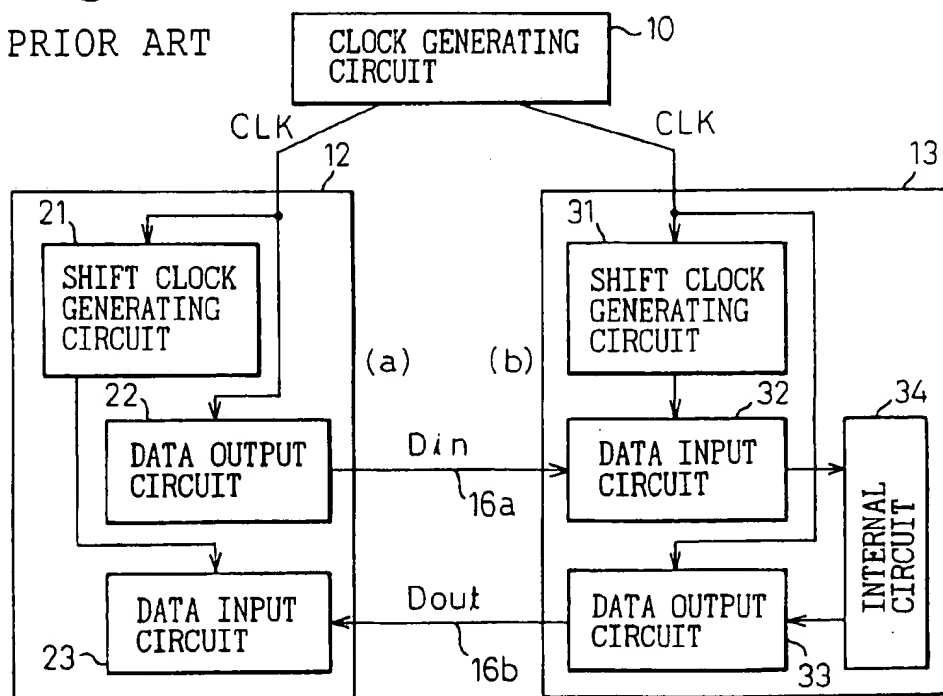 PRIOR ART
CLOCK GENERATING
CIRCUIT
10
CLK
CLK
12
13
21
31
SHIFT CLOCK
GENERATING
CIRCUIT
SHIFT CLOCK
GENERATING
CIRCUIT
(a)
(b)
22
32
34
DATA OUTPUT
CIRCUIT
Din
16a
DATA INPUT
CIRCUIT
INTERNAL
CIRCUIT
DATA INPUT
CIRCUIT
23
Dout
16b
DATA OUTPUT
CIRCUIT
33